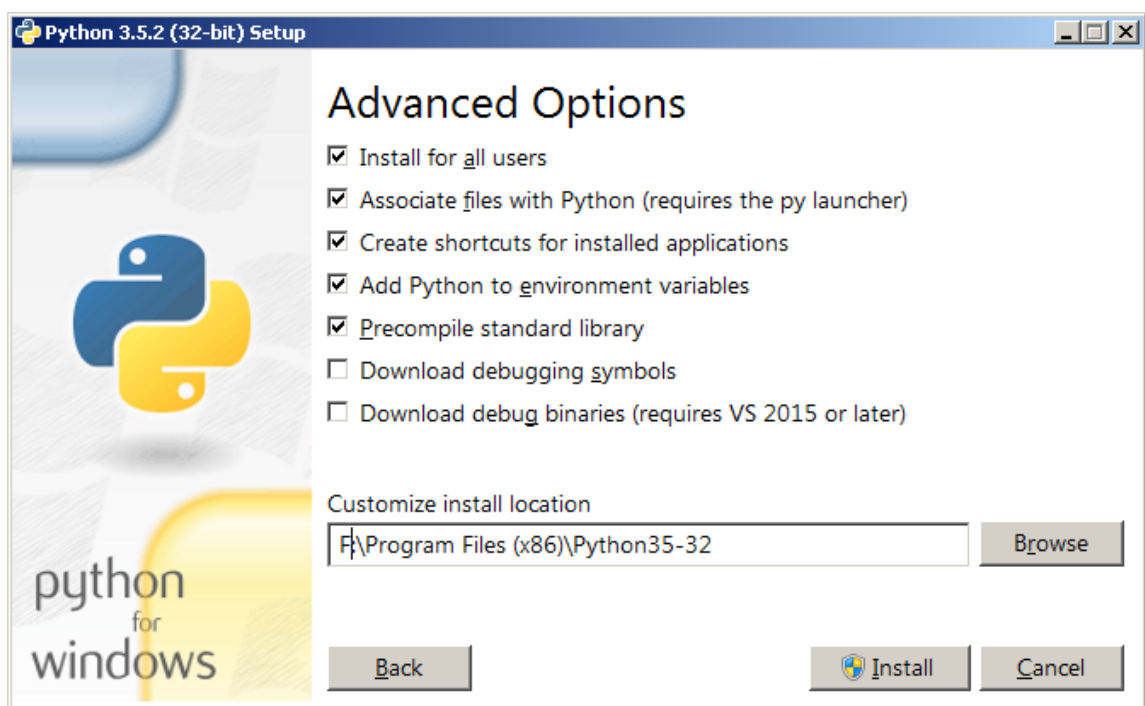 Python 3.5.2 (32-bit) Setup
Advanced Options
Install for all users
Associate files with Python (requires the py launcher)
Create shortcuts for installed applications
Add Python to environment variables
Precompile standard library
Download debugging symbols
Download debug binaries (requires VS 2015 or later)
Customize install location
F:\Program Files (x86)\Python35-32
Browse
python
for
windows
Back
Install
Cancel